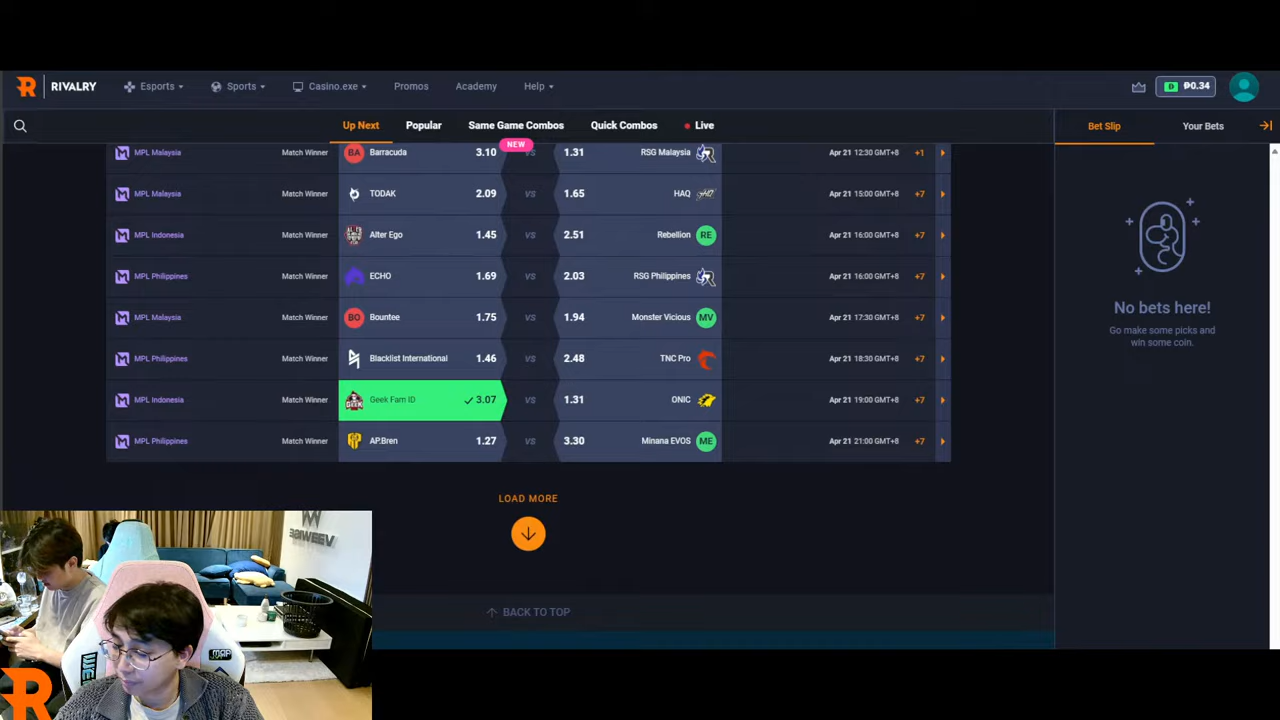 RIVALRY Esports Sports Casino.exe Promos Academy Help D ₱0.34
Up Next Popular Same Game Combos Quick Combos Live Bet Slip Your Bets
NEW
MPL Malaysia Match Winner BA Barracuda 3.10 VS 1.31 RSG Malaysia Apr 21 12:30 GMT+8 +1
MPL Malaysia Match Winner TODAK 2.09 VS 1.65 HAQ Apr 21 15:00 GMT+8 +7
MPL Indonesia Match Winner Alter Ego 1.45 VS 2.51 Rebellion RE Apr 21 16:00 GMT+8 +7
MPL Philippines Match Winner ECHO 1.69 VS 2.03 RSG Philippines Apr 21 16:00 GMT+8 +7
MPL Malaysia Match Winner BO Bountee 1.75 VS 1.94 Monster Vicious MV Apr 21 17:30 GMT+8 +7
MPL Philippines Match Winner Blacklist International 1.46 VS 2.48 TNC Pro Apr 21 18:30 GMT+8 +7
MPL Indonesia Match Winner GEEK Geek Fam ID 3.07 VS 1.31 ONIC Apr 21 19:00 GMT+8 +7
MPL Philippines Match Winner AP.Bren 1.27 VS 3.30 Minana EVOS ME Apr 21 21:00 GMT+8 +7
No bets here!
Go make some picks and
win some coin.
LOAD MORE
BACK TO TOP